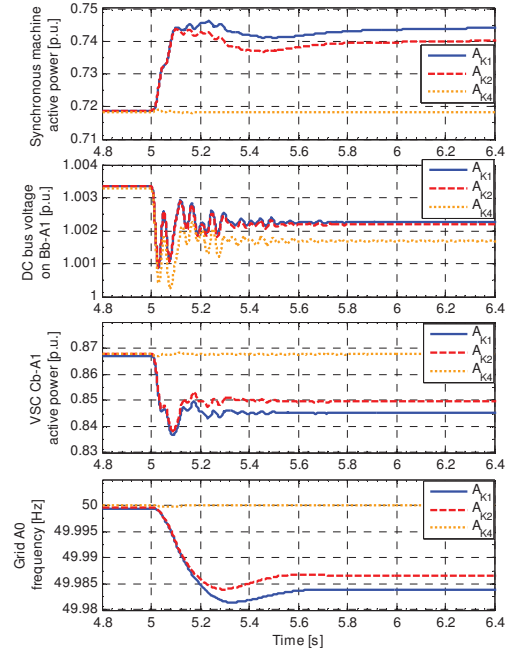 Synchronous machine
active power [p.u.]
0.75
0.74
0.73
0.72
0.71
A_K1
A_K2
A_K4
4.8 5 5.2 5.4 5.6 5.8 6 6.2 6.4
DC bus voltage
on Bb-A1 [p.u.]
1.004
1.003
1.002
1.001
1
A_K1
A_K2
A_K4
4.8 5 5.2 5.4 5.6 5.8 6 6.2 6.4
VSC Cb-A1
active power [p.u.]
0.87
0.86
0.85
0.84
0.83
A_K1
A_K2
A_K4
4.8 5 5.2 5.4 5.6 5.8 6 6.2 6.4
Grid A0
frequency [Hz]
50
49.995
49.99
49.985
49.98
A_K1
A_K2
A_K4
4.8 5 5.2 5.4 5.6 5.8 6 6.2 6.4
Time [s]